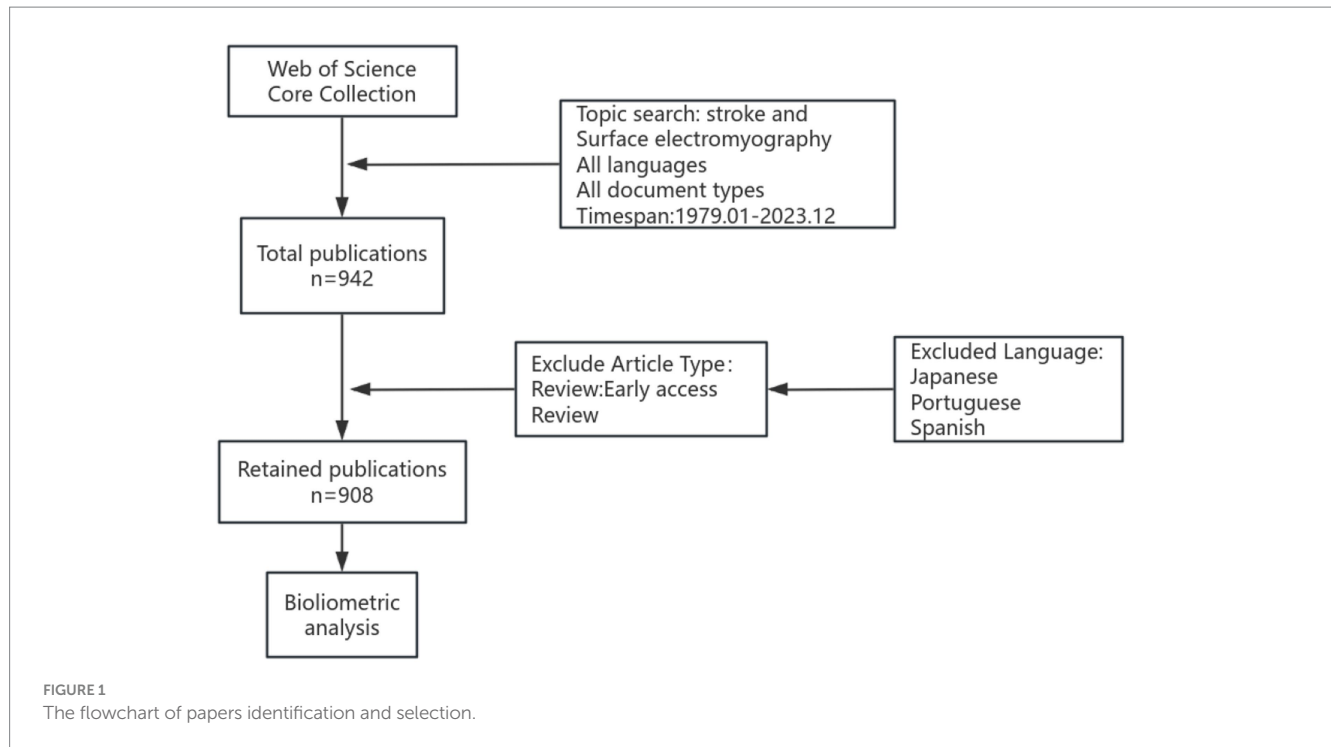 Web of Science
Core Collection
Topic search: stroke and
Surface electromyography
All languages
All document types
Timespan:1979.01-2023.12
Total publications
n=942
Exclude Article Type:
Review:Early access
Review
Excluded Language:
Japanese
Portuguese
Spanish
Retained publications
n=908
Bioliometric
analysis
FIGURE 1
The flowchart of papers identification and selection.